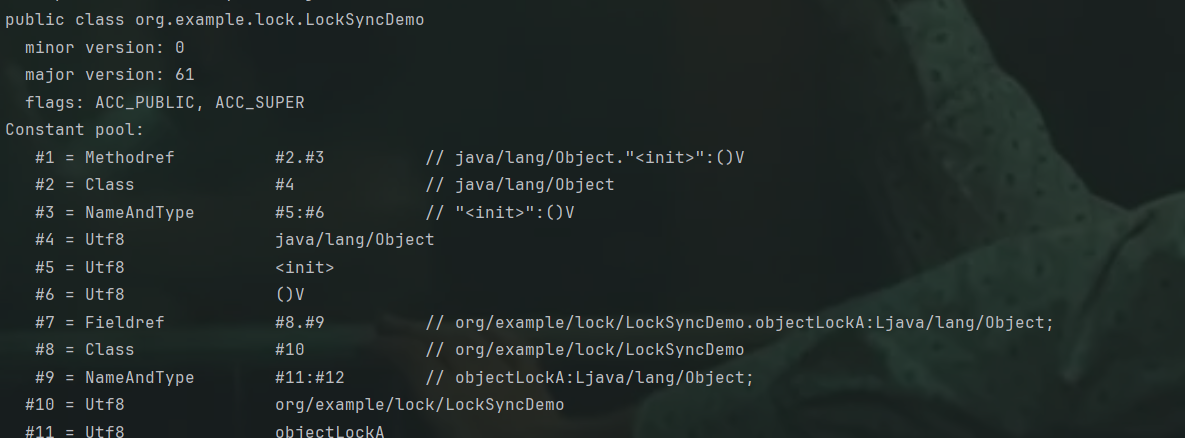 public class org.example.lock.LockSyncDemo
  minor version: 0
  major version: 61
  flags: ACC_PUBLIC, ACC_SUPER
Constant pool:
   #1 = Methodref          #2.#3          // java/lang/Object."<init>":()V
   #2 = Class              #4             // java/lang/Object
   #3 = NameAndType        #5:#6          // "<init>":()V
   #4 = Utf8               java/lang/Object
   #5 = Utf8               <init>
   #6 = Utf8               ()V
   #7 = Fieldref           #8.#9          // org/example/lock/LockSyncDemo.objectLockA:Ljava/lang/Object;
   #8 = Class              #10            // org/example/lock/LockSyncDemo
   #9 = NameAndType        #11:#12        // objectLockA:Ljava/lang/Object;
  #10 = Utf8               org/example/lock/LockSyncDemo
  #11 = Utf8               objectLockA